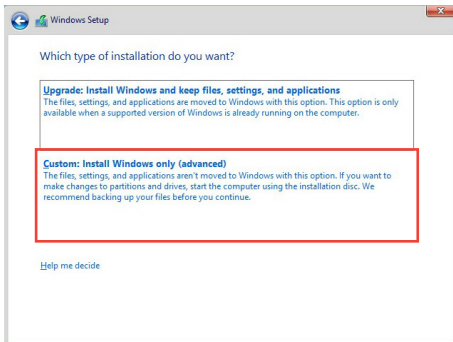 Windows Setup
Which type of installation do you want?
Upgrade: Install Windows and keep files, settings, and applications
The files, settings, and applications are moved to Windows with this option. This option is only
available when a supported version of Windows is already running on the computer.
Custom: Install Windows only (advanced)
The files, settings, and applications aren't moved to Windows with this option. If you want to
make changes to partitions and drives, start the computer using the installation disc. We
recommend backing up your files before you continue.
Help me decide